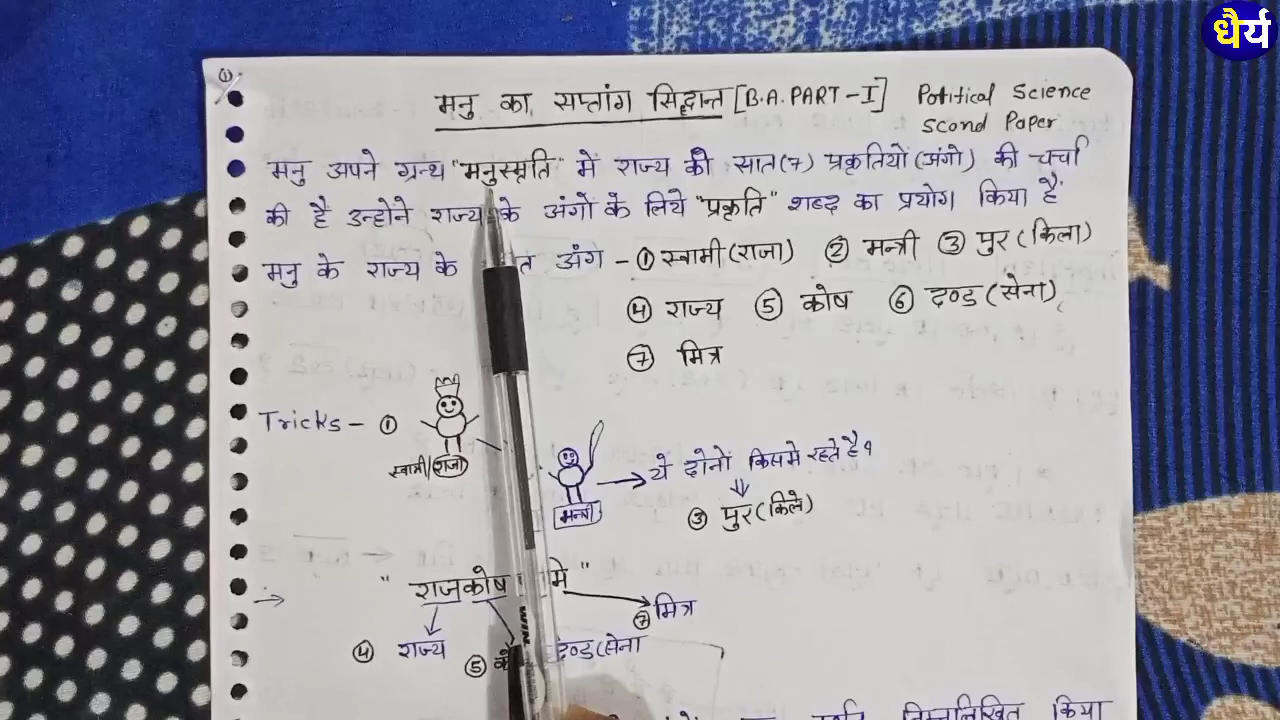 धैर्य
①
मनु का सप्तांग सिद्धान्त [B.A. PART-I] Potitical Science
Scond Paper
मनु अपने ग्रन्थ "मनुस्मृति" में राज्य की सात(7) प्रकृतियों (अंगो) की चर्चा
की है उन्होने राज्य के अंगों के लिये "प्रकृति" शब्द का प्रयोग किया है
मनु के राज्य के त अंग - ① स्वामी (राजा) ② मन्त्री ③ पुर (किला)
④ राज्य ⑤ कोष ⑥ दण्ड (सेना)
⑦ मित्र
Tricks - ①
स्वामी/राजा
मन्त्री
→ ये दोनों किसमे रहते है?
③ पुर (किले)
→ " राजकोष मे "
⑦ मित्र
④ राज्य ⑤ को दण्ड (सेना
निम्नलिखित किया